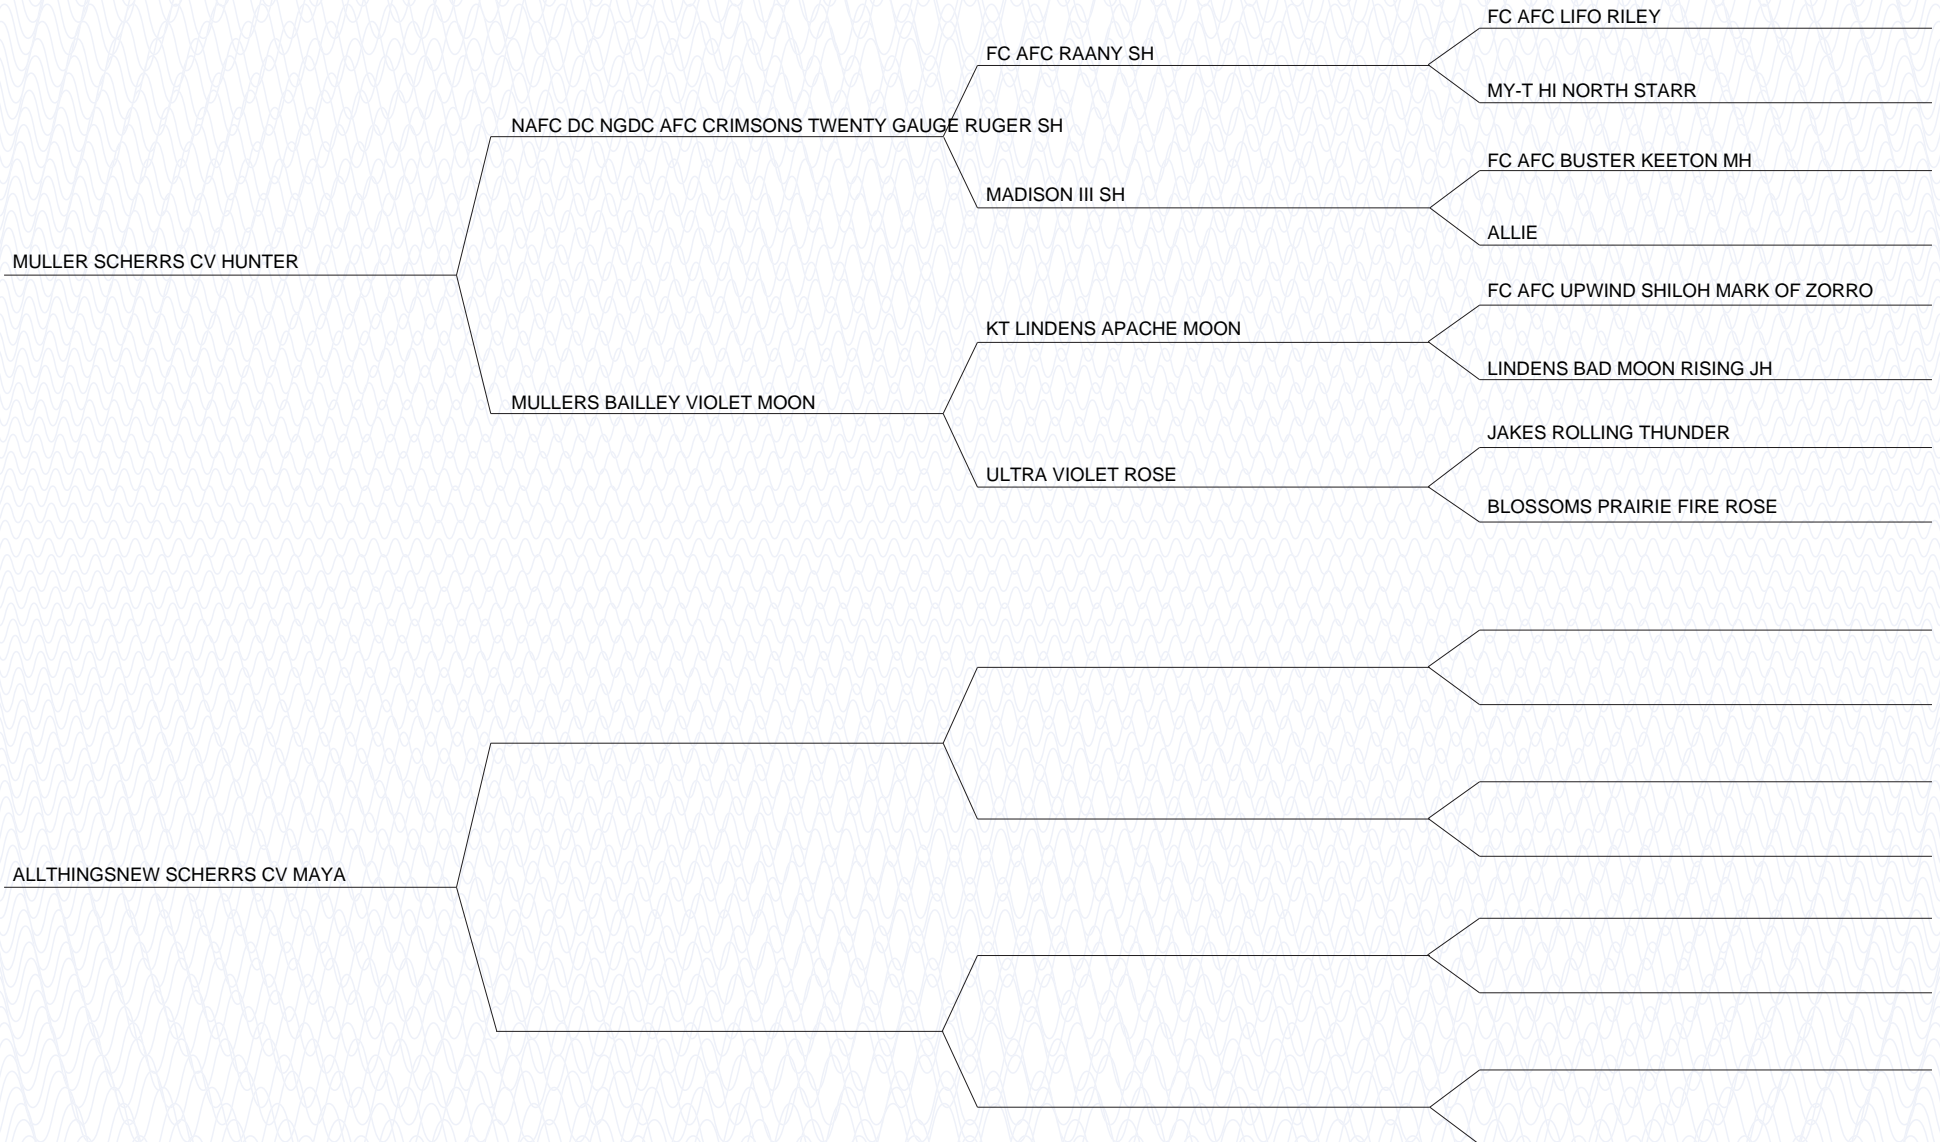 FC AFC LIFO RILEY
FC AFC RAANY SH
MY-T HI NORTH STARR
NAFC DC NGDC AFC CRIMSONS TWENTY GAUGE RUGER SH
FC AFC BUSTER KEETON MH
MADISON III SH
ALLIE
MULLER SCHERRS CV HUNTER
FC AFC UPWIND SHILOH MARK OF ZORRO
KT LINDENS APACHE MOON
LINDENS BAD MOON RISING JH
MULLERS BAILLEY VIOLET MOON
JAKES ROLLING THUNDER
ULTRA VIOLET ROSE
BLOSSOMS PRAIRIE FIRE ROSE
ALLTHINGSNEW SCHERRS CV MAYA